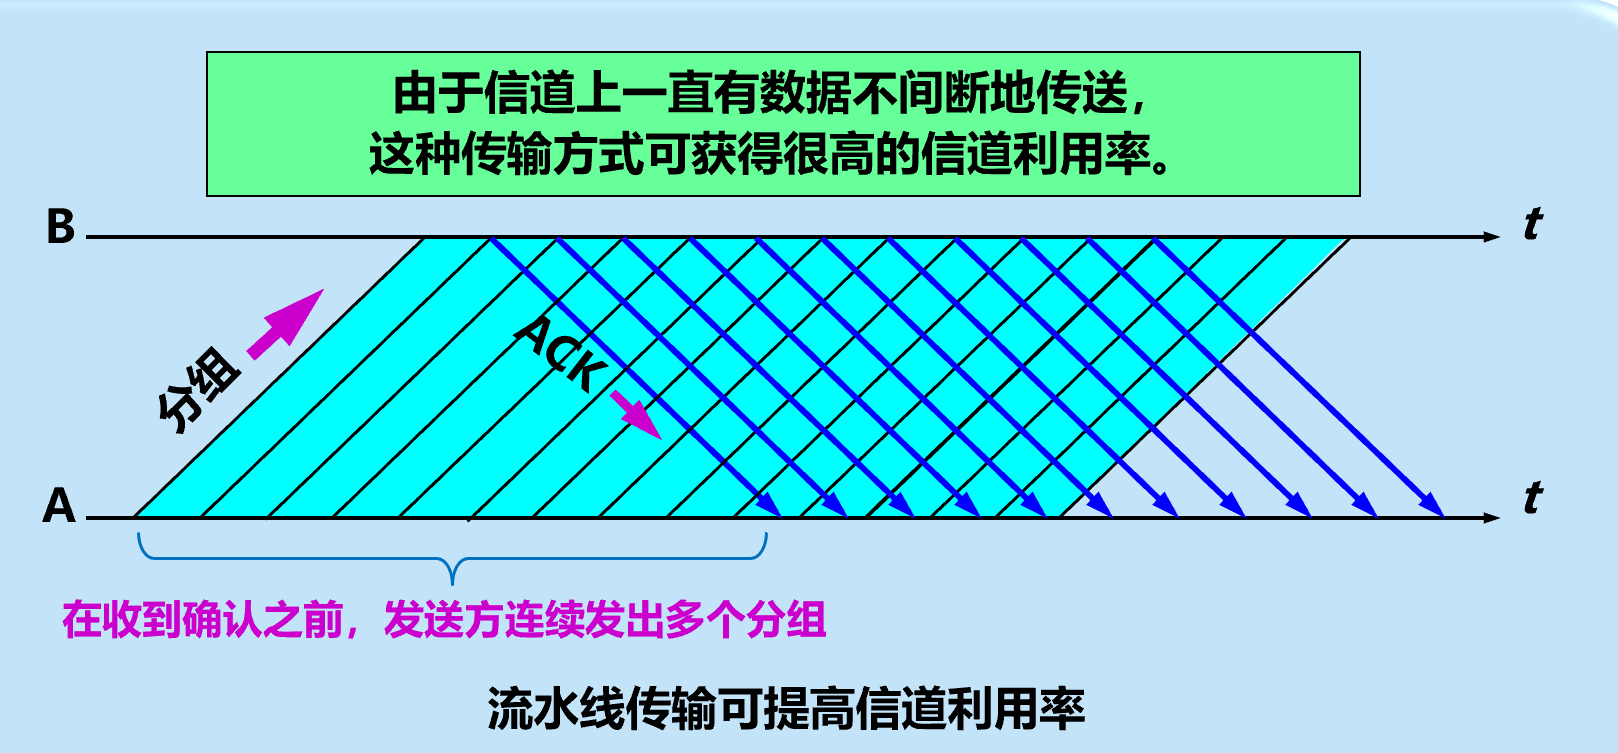 由于信道上一直有数据不间断地传送，
这种传输方式可获得很高的信道利用率。
B
t
分组
ACK
A
t
在收到确认之前，发送方连续发出多个分组
流水线传输可提高信道利用率